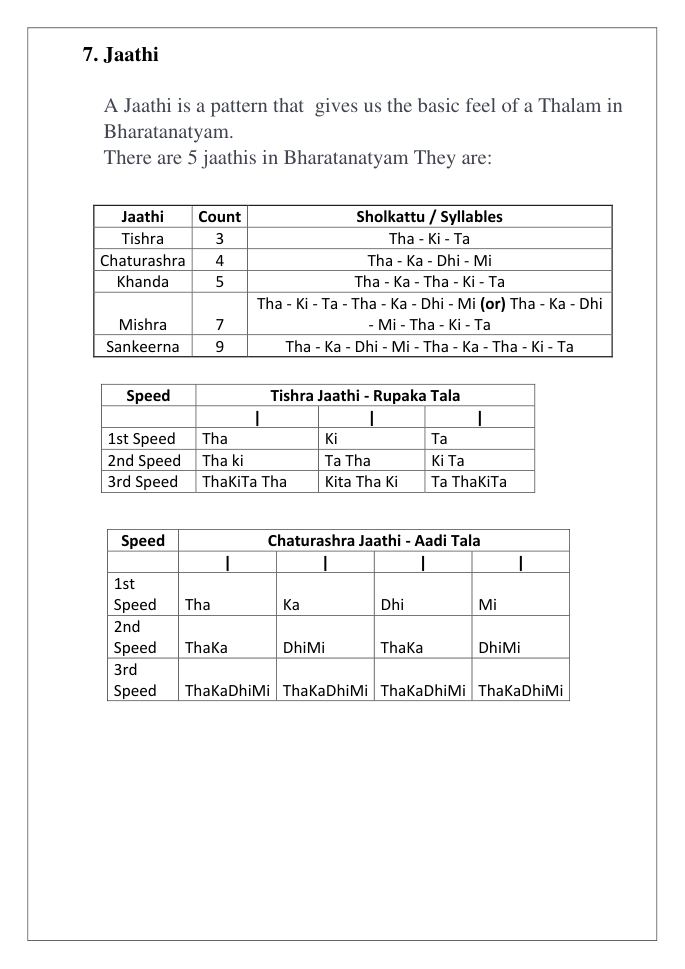 7. Jaathi
A Jaathi is a pattern that  gives us the basic feel of a Thalam in
Bharatanatyam.
There are 5 jaathis in Bharatanatyam They are:
Jaathi Count Sholkattu / Syllables
Tishra 3 Tha - Ki - Ta
Chaturashra 4 Tha - Ka - Dhi - Mi
Khanda 5 Tha - Ka - Tha - Ki - Ta
Tha - Ki - Ta - Tha - Ka - Dhi - Mi (or) Tha - Ka - Dhi
Mishra 7 - Mi - Tha - Ki - Ta
Sankeerna 9 Tha - Ka - Dhi - Mi - Tha - Ka - Tha - Ki - Ta
Speed Tishra Jaathi - Rupaka Tala
| | |
1st Speed Tha Ki Ta
2nd Speed Tha ki Ta Tha Ki Ta
3rd Speed ThaKiTa Tha Kita Tha Ki Ta ThaKiTa
Speed Chaturashra Jaathi - Aadi Tala
| | | |
1st
Speed Tha Ka Dhi Mi
2nd
Speed ThaKa DhiMi ThaKa DhiMi
3rd
Speed ThaKaDhiMi ThaKaDhiMi ThaKaDhiMi ThaKaDhiMi